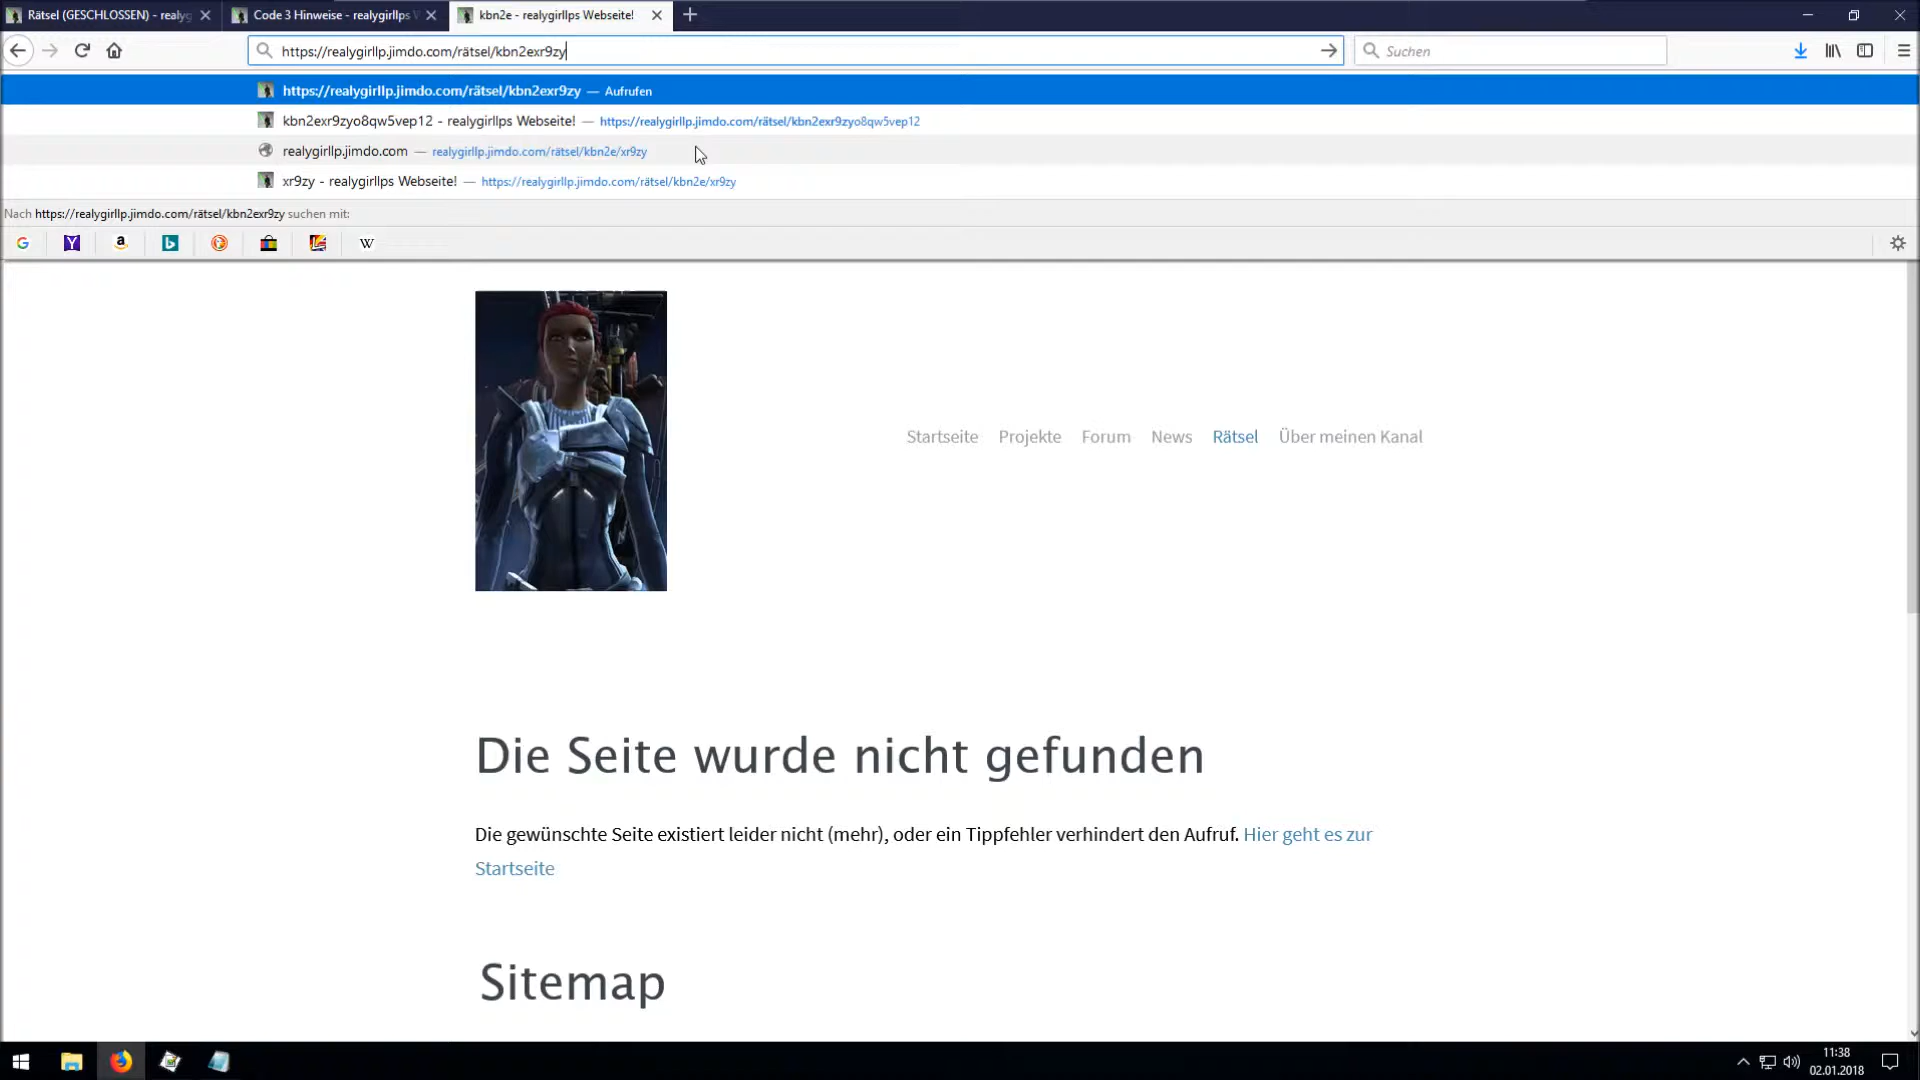 Rätsel (GESCHLOSSEN) - realyg
Code 3 Hinweise - realygirllps
kbn2e - realygirllps Webseite!
https://realygirllp.jimdo.com/rätsel/kbn2exr9zy
Suchen
https://realygirllp.jimdo.com/rätsel/kbn2exr9zy — Aufrufen
kbn2exr9zyo8qw5vep12 - realygirllps Webseite! — https://realygirllp.jimdo.com/rätsel/kbn2exr9zyo8qw5vep12
realygirllp.jimdo.com — realygirllp.jimdo.com/rätsel/kbn2e/xr9zy
xr9zy - realygirllps Webseite! — https://realygirllp.jimdo.com/rätsel/kbn2e/xr9zy
Nach https://realygirllp.jimdo.com/rätsel/kbn2exr9zy suchen mit:
Startseite Projekte Forum News Rätsel Über meinen Kanal
Die Seite wurde nicht gefunden
Die gewünschte Seite existiert leider nicht (mehr), oder ein Tippfehler verhindert den Aufruf. Hier geht es zur
Startseite
Sitemap
11:38
02.01.2018